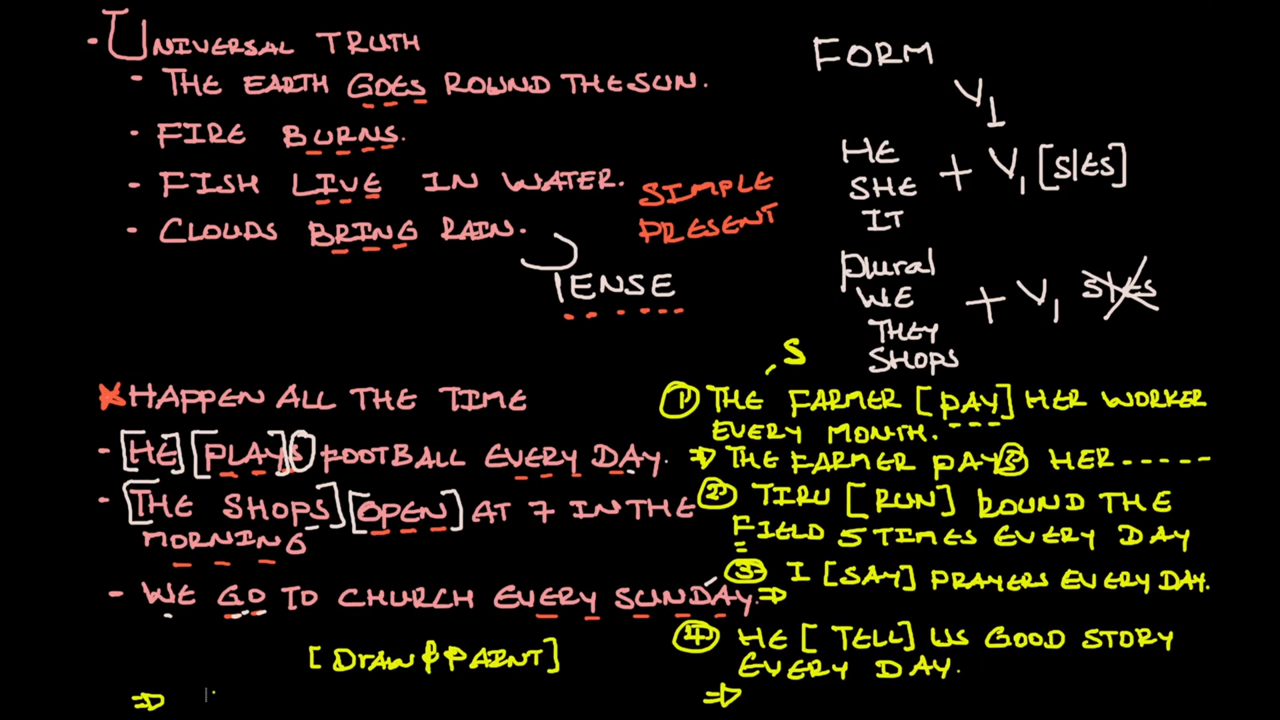 · UNIVERSAL TRUTH
· THE EARTH GOES ROUND THE SUN.
· FIRE BURNS.
· FISH LIVE IN WATER.
· CLOUDS BRING RAIN.
SIMPLE
PRESENT
TENSE
FORM
V1
HE
SHE
IT
+ V1 [S/ES]
plural
WE
THEY
SHOPS
+ V1 S/ES
* HAPPEN ALL THE TIME
- [HE] [PLAYS] FOOTBALL EVERY DAY.
- [THE SHOPS] [OPEN] AT 7 IN THE
MORNING
- WE GO TO CHURCH EVERY SUNDAY.
[DRAW & PAINT]
⇒
, S
① THE FARMER [PAY] HER WORKER
EVERY MONTH.
⇒ THE FARMER PAYS HER -----
② TIRU [RUN] ROUND THE
FIELD 5 TIMES EVERY DAY
③ I [SAY] PRAYERS EVERY DAY.
⇒
④ HE [TELL] US GOOD STORY
EVERY DAY.
⇒